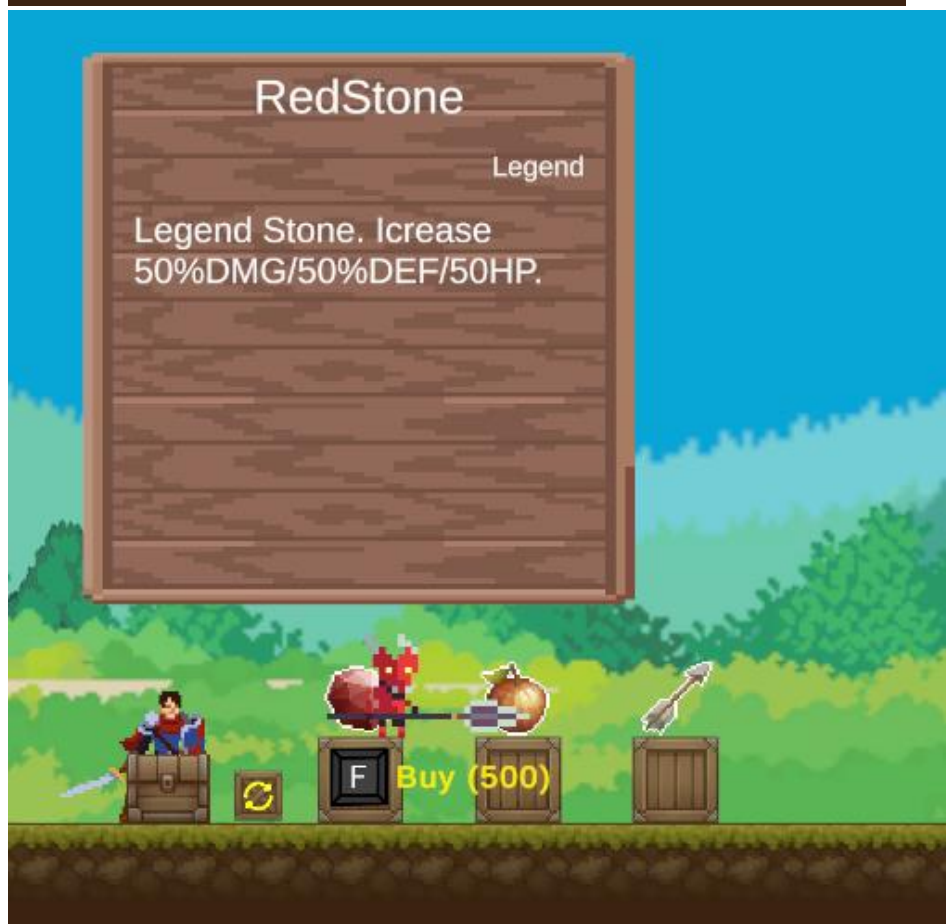 RedStone
Legend
Legend Stone. Icrease
50%DMG/50%DEF/50HP.
F Buy (500)